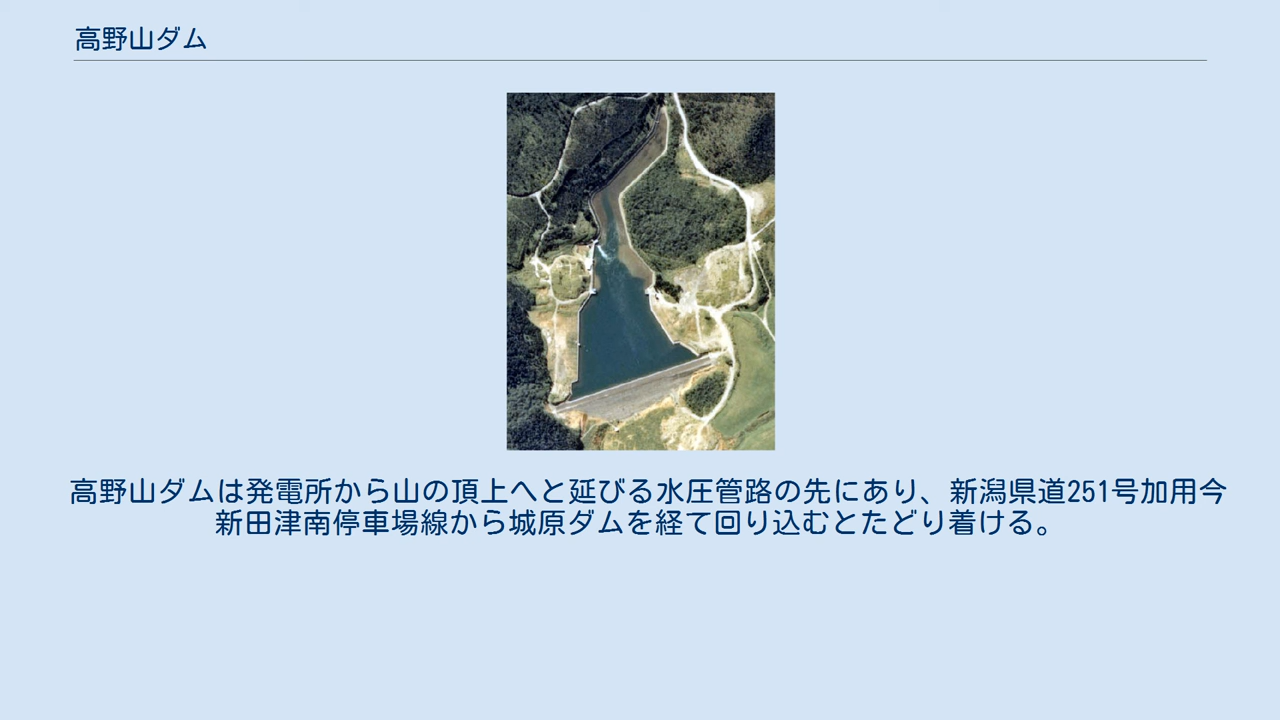 高野山ダム
高野山ダムは発電所から山の頂上へと延びる水圧管路の先にあり、新潟県道251号加用今
新田津南停車場線から城原ダムを経て回り込むとたどり着ける。